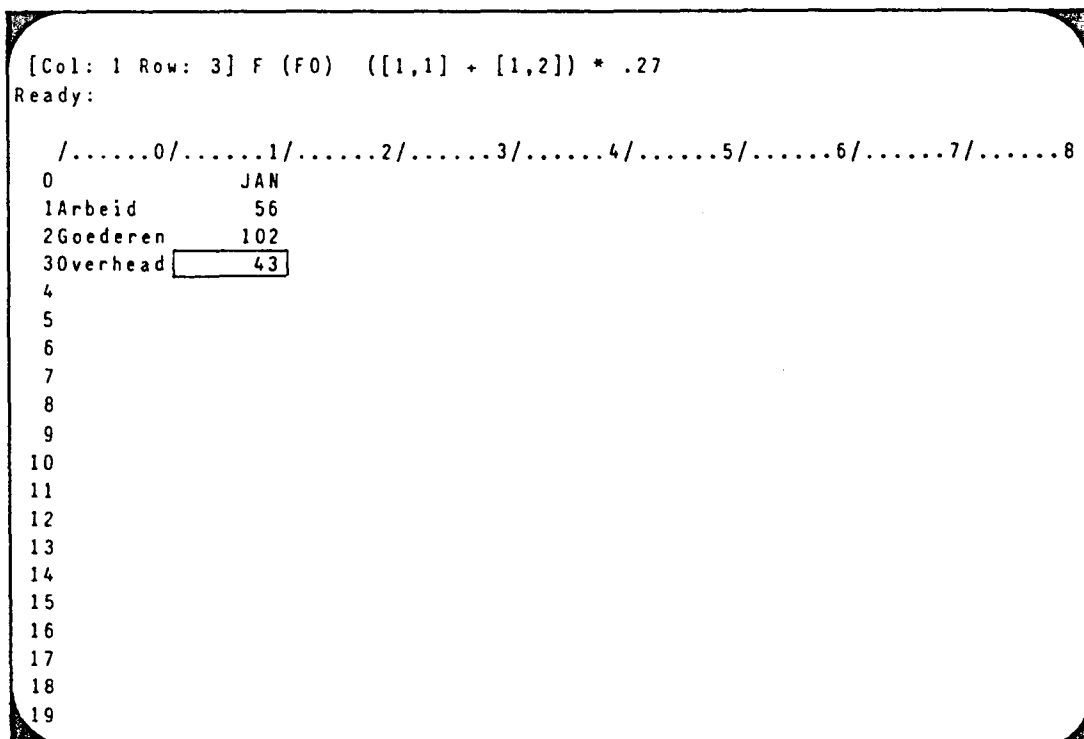 [Col: 1 Row: 3] F (F0) ([1,1] + [1,2]) * .27
Ready:
/......0/......1/......2/......3/......4/......5/......6/......7/......8
0 JAN
1Arbeid 56
2Goederen 102
3Overhead 43
4
5
6
7
8
9
10
11
12
13
14
15
16
17
18
19